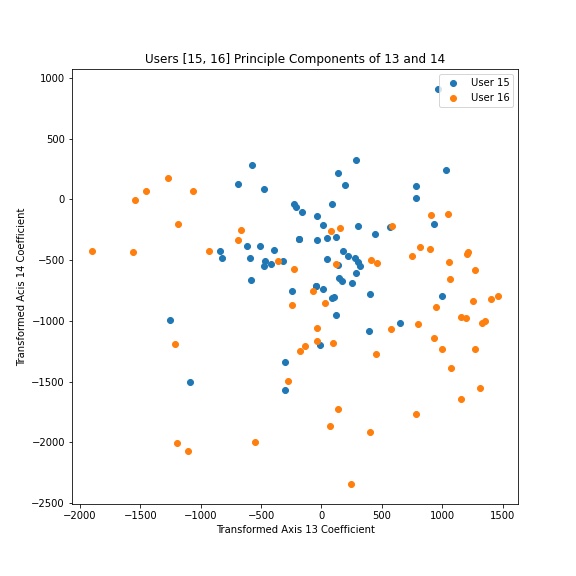 Users [15, 16] Principle Components of 13 and 14
User 15
User 16
1000
500
0
−500
−1000
−1500
−2000
−2500
Transformed Acis 14 Coefficient
−2000 −1500 −1000 −500 0 500 1000 1500
Transformed Axis 13 Coefficient